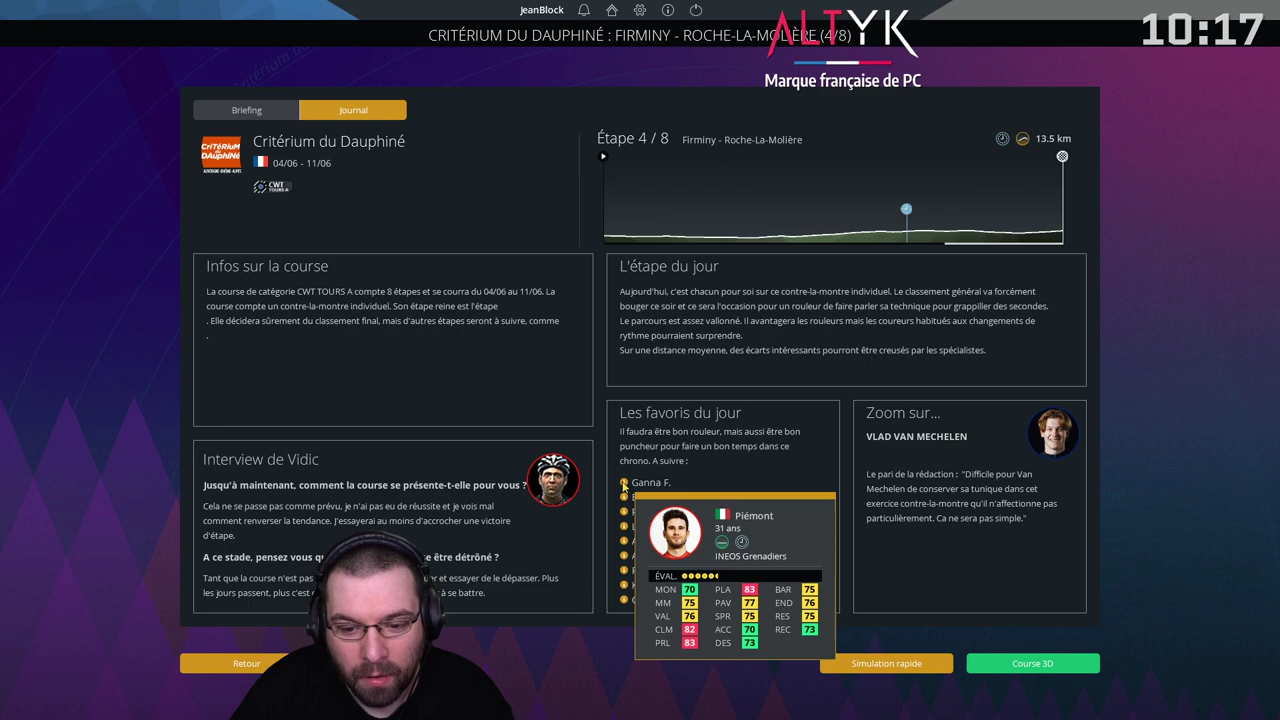 JeanBlock
CRITÉRIUM DU DAUPHINÉ : FIRMINY - ROCHE-LA-MOLIÈRE (4/8)
ALTYK
Marque française de PC
10:17
Briefing
Journal
CRITÉRIUM DU DAUPHINÉ
Critérium du Dauphiné
04/06 - 11/06
CWT
TOURS A
Étape 4 / 8 Firminy - Roche-La-Molière
13.5 km
Infos sur la course
La course de catégorie CWT TOURS A compte 8 étapes et se courra du 04/06 au 11/06. La
course compte un contre-la-montre individuel. Son étape reine est l'étape
. Elle décidera sûrement du classement final, mais d'autres étapes seront à suivre, comme
.
L'étape du jour
Aujourd'hui, c'est chacun pour soi sur ce contre-la-montre individuel. Le classement général va forcément
bouger ce soir et ce sera l'occasion pour un rouleur de faire parler sa technique pour grappiller des secondes.
Le parcours est assez vallonné. Il avantagera les rouleurs mais les coureurs habitués aux changements de
rythme pourraient surprendre.
Sur une distance moyenne, des écarts intéressants pourront être creusés par les spécialistes.
Interview de Vidic
Jusqu'à maintenant, comment la course se présente-t-elle pour vous ?
Cela ne se passe pas comme prévu, je n'ai pas eu de réussite et je vois mal
comment renverser la tendance. J'essayerai au moins d'accrocher une victoire
d'étape.
A ce stade, pensez vous qu se être détrôné ?
Tant que la course n'est pas uer et essayer de le dépasser. Plus
les jours passent, plus c'est à se battre.
Les favoris du jour
Il faudra être bon rouleur, mais aussi être bon
puncheur pour faire un bon temps dans ce
chrono. A suivre :
Ganna F.
Piémont
31 ans
INEOS Grenadiers
ÉVAL.
MON 70 PLA 83 BAR 75
MM 75 PAV 77 END 76
VAL 76 SPR 75 RES 75
CLM 82 ACC 70 REC 73
PRL 83 DES 73
Zoom sur...
VLAD VAN MECHELEN
Le pari de la rédaction : "Difficile pour Van
Mechelen de conserver sa tunique dans cet
exercice contre-la-montre qu'il n'affectionne pas
particulièrement. Ca ne sera pas simple."
Retour
Simulation rapide
Course 3D